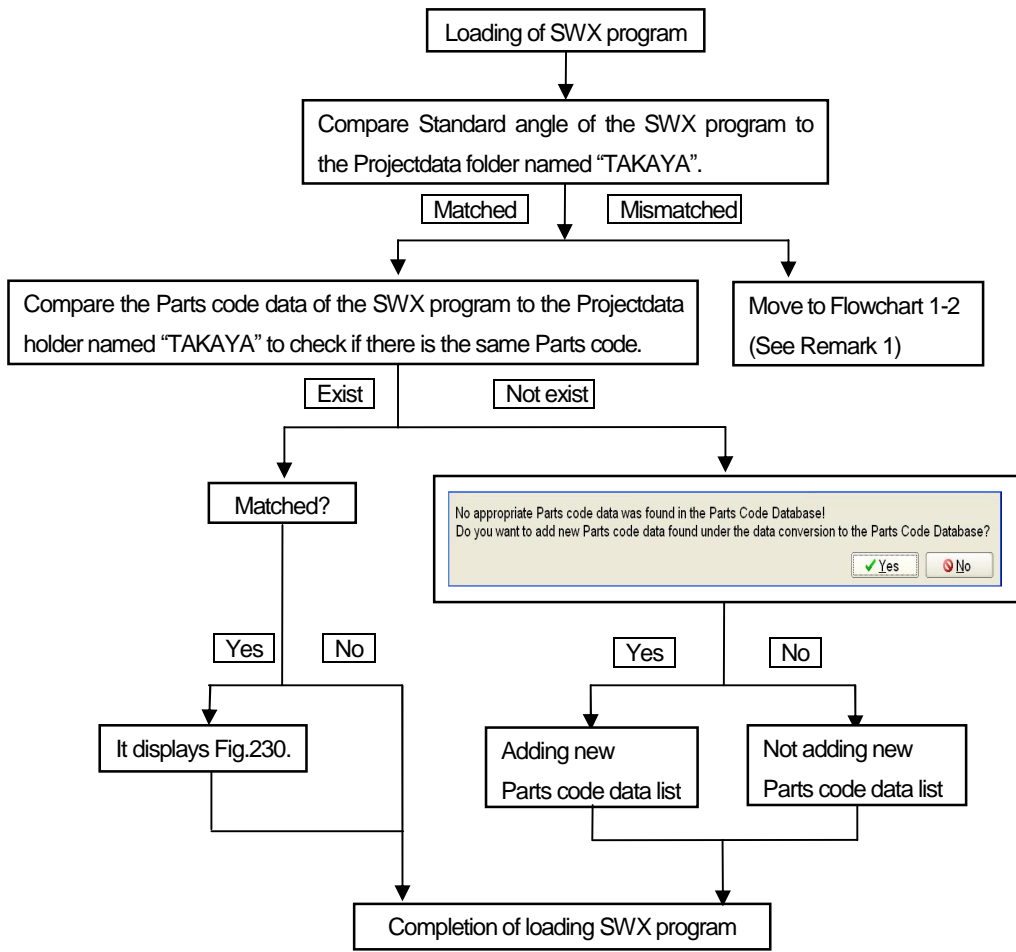 Loading of SWX program
Compare Standard angle of the SWX program to
the Projectdata folder named “TAKAYA”.
Matched
Mismatched
Compare the Parts code data of the SWX program to the Projectdata
holder named “TAKAYA” to check if there is the same Parts code.
Move to Flowchart 1-2
(See Remark 1)
Exist
Not exist
Matched?
No appropriate Parts code data was found in the Parts Code Database!
Do you want to add new Parts code data found under the data conversion to the Parts Code Database?
Yes
No
Yes
No
Yes
No
It displays Fig.230.
Adding new
Parts code data list
Not adding new
Parts code data list
Completion of loading SWX program